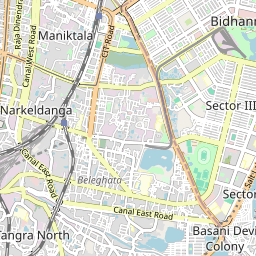 Bidhann
Raja Dinendra
Canal West Road
Maniktala
CIT Road
Sector III
Narkeldanga
Canal East Road
Beleghata
Sector
Canal East Road
Basani Devi
Colony
Tangra North